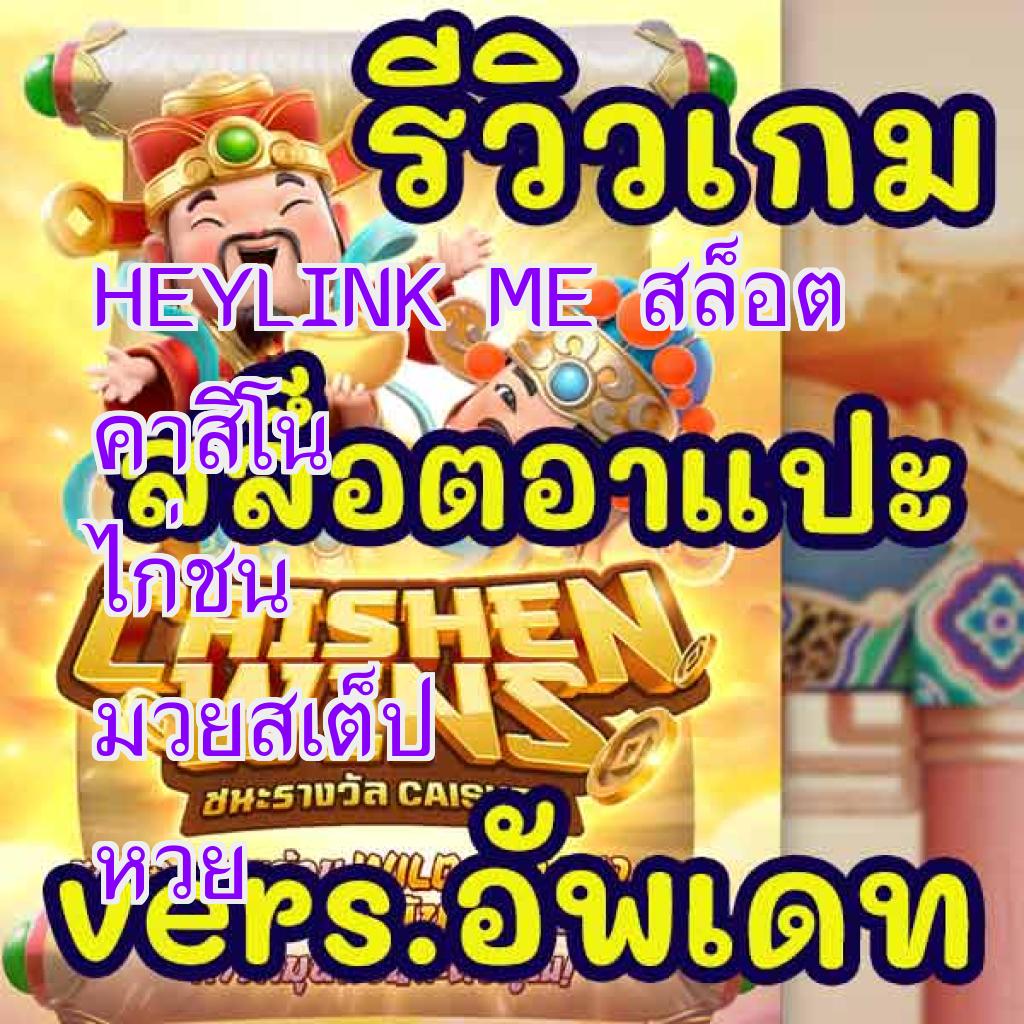 รีวิวเกม
HEYLINK ME สล็อต
คาสิโน
สล็อตอาแปะ
ไก่ชน
CAISHEN
WINS
มวยสเต็ป
ชนะรางวัล
หวย
vers.อัพเดท